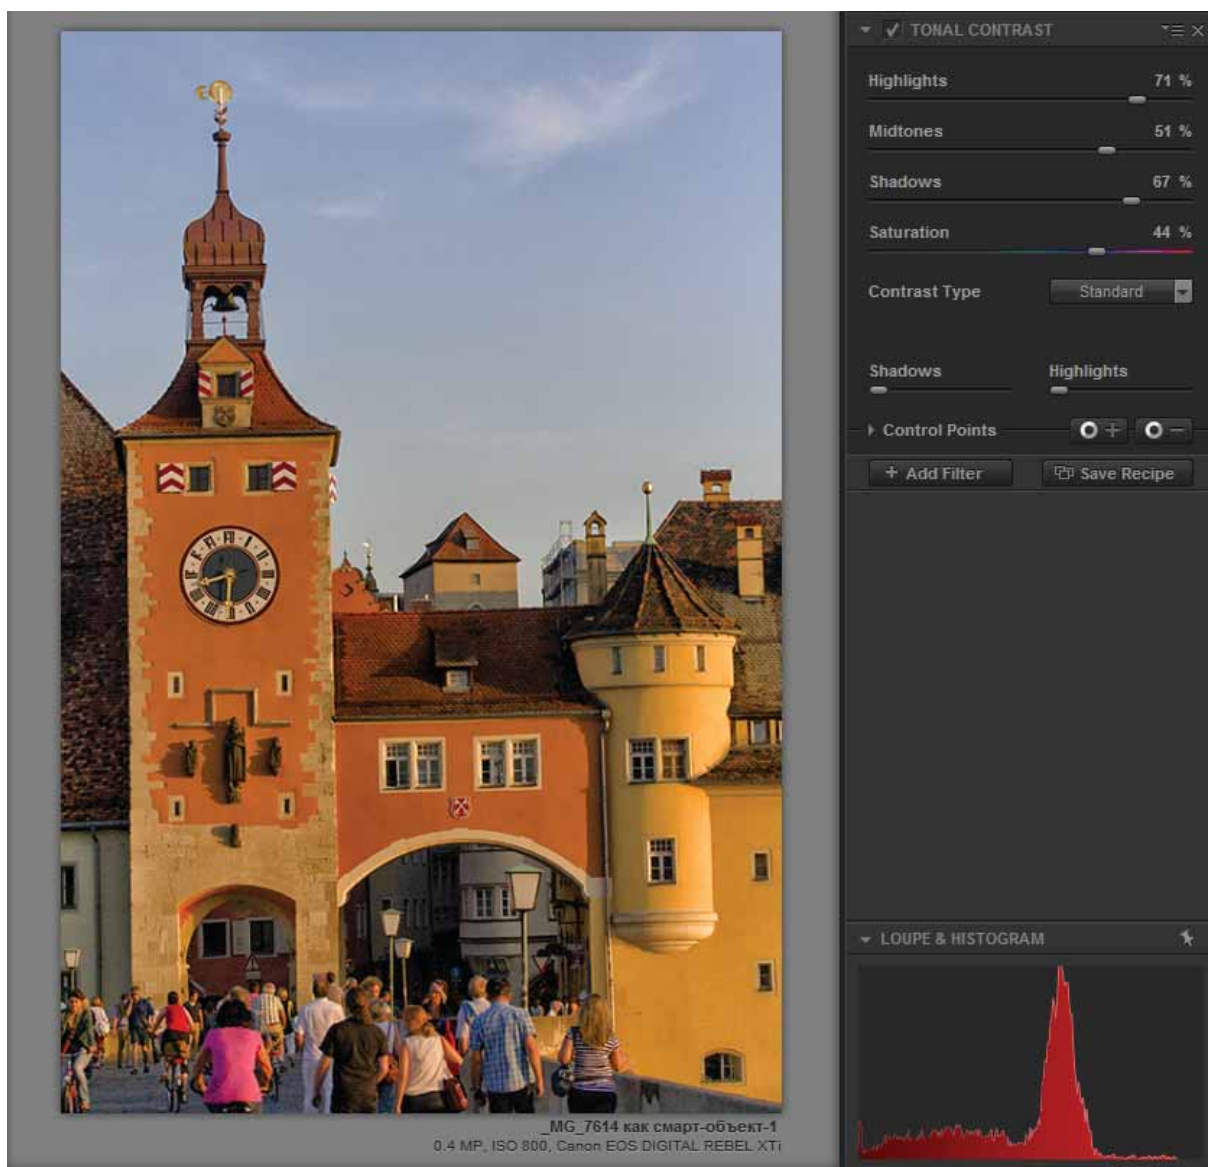 TONAL CONTRAST
Highlights 71 %
Midtones 51 %
Shadows 67 %
Saturation 44 %
Contrast Type Standard
Shadows Highlights
Control Points
Add Filter Save Recipe
LOUPE & HISTOGRAM
_MG_7614 как смарт-объект-1
0.4 MP, ISO 800, Canon EOS DIGITAL REBEL XTi